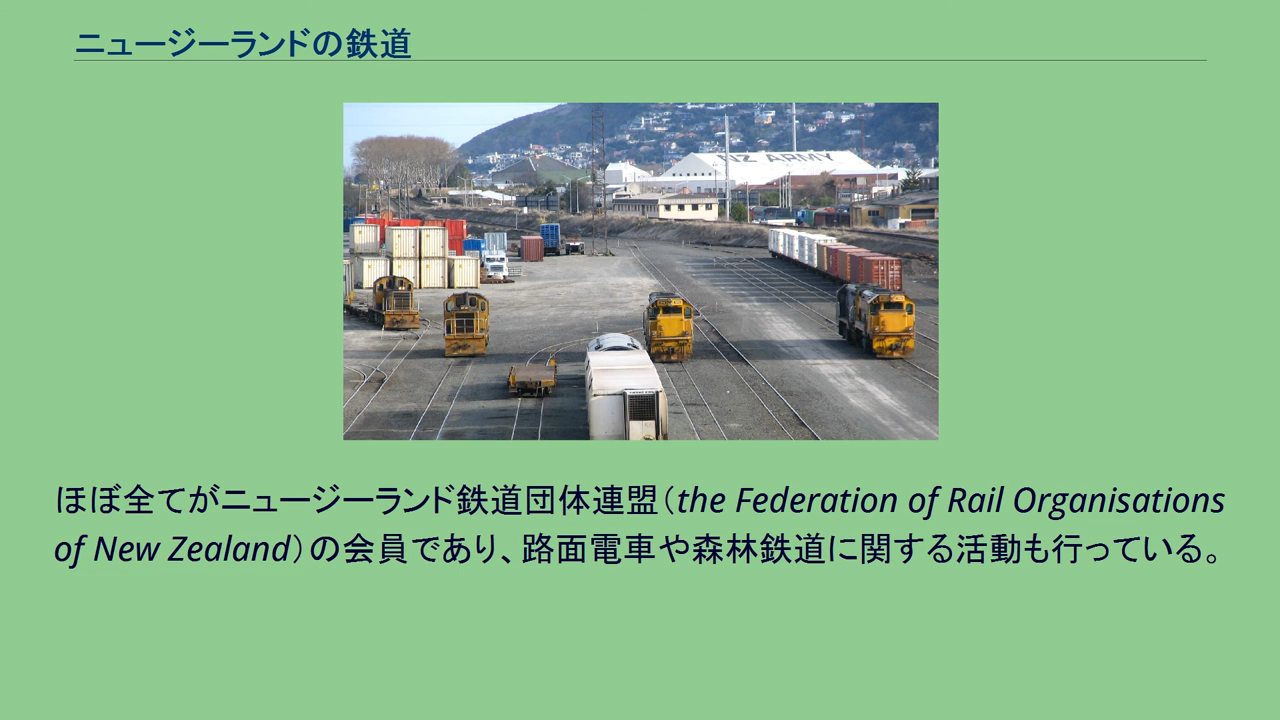 ニュージーランドの鉄道
NZ ARMY
ほぼ全てがニュージーランド鉄道団体連盟(the Federation of Rail Organisations
of New Zealand)の会員であり、路面電車や森林鉄道に関する活動も行っている。